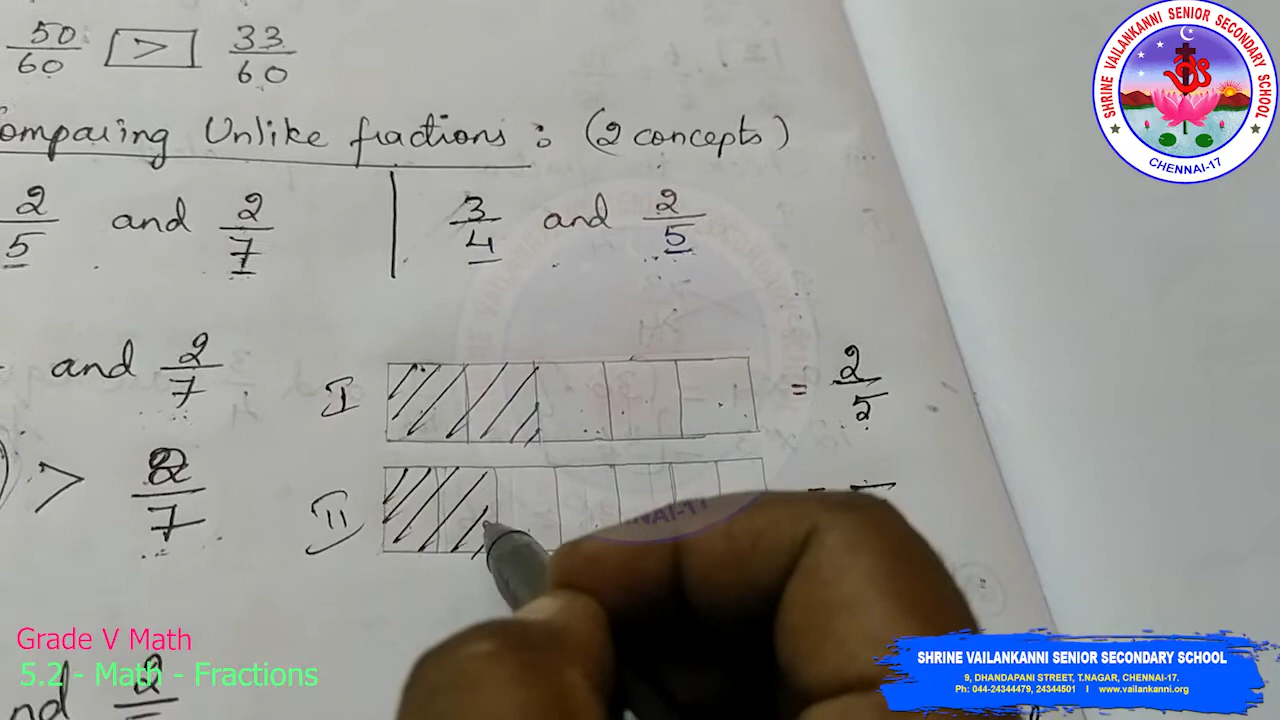 50/60 > 33/60
omparing Unlike fractions : (2 concepts)
2/5 and 2/7 | 3/4 and 2/5
and 2/7
I = 2/5
> 2/7
II =
nd 2
Grade V Math
5.2 - Math - Fractions
SHRINE VAILANKANNI SENIOR SECONDARY SCHOOL
CHENNAI-17
SHRINE VAILANKANNI SENIOR SECONDARY SCHOOL
9, DHANDAPANI STREET, T.NAGAR, CHENNAI-17.
Ph: 044-24344479, 24344501 I www.vailankanni.org